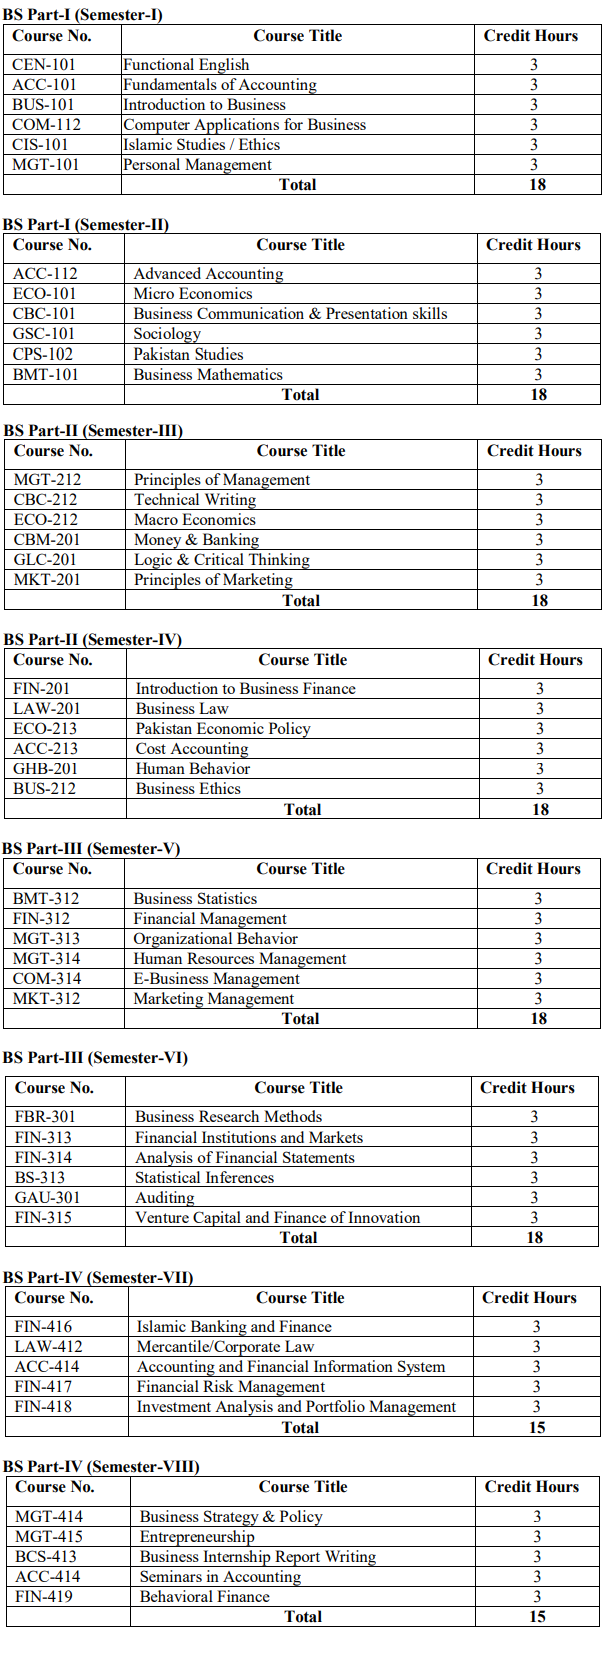 BS Part-I (Semester-I)
Course No. Course Title Credit Hours
CEN-101 Functional English 3
ACC-101 Fundamentals of Accounting 3
BUS-101 Introduction to Business 3
COM-112 Computer Applications for Business 3
CIS-101 Islamic Studies / Ethics 3
MGT-101 Personal Management 3
Total 18
BS Part-I (Semester-II)
Course No. Course Title Credit Hours
ACC-112 Advanced Accounting 3
ECO-101 Micro Economics 3
CBC-101 Business Communication & Presentation skills 3
GSC-101 Sociology 3
CPS-102 Pakistan Studies 3
BMT-101 Business Mathematics 3
Total 18
BS Part-II (Semester-III)
Course No. Course Title Credit Hours
MGT-212 Principles of Management 3
CBC-212 Technical Writing 3
ECO-212 Macro Economics 3
CBM-201 Money & Banking 3
GLC-201 Logic & Critical Thinking 3
MKT-201 Principles of Marketing 3
Total 18
BS Part-II (Semester-IV)
Course No. Course Title Credit Hours
FIN-201 Introduction to Business Finance 3
LAW-201 Business Law 3
ECO-213 Pakistan Economic Policy 3
ACC-213 Cost Accounting 3
GHB-201 Human Behavior 3
BUS-212 Business Ethics 3
Total 18
BS Part-III (Semester-V)
Course No. Course Title Credit Hours
BMT-312 Business Statistics 3
FIN-312 Financial Management 3
MGT-313 Organizational Behavior 3
MGT-314 Human Resources Management 3
COM-314 E-Business Management 3
MKT-312 Marketing Management 3
Total 18
BS Part-III (Semester-VI)
Course No. Course Title Credit Hours
FBR-301 Business Research Methods 3
FIN-313 Financial Institutions and Markets 3
FIN-314 Analysis of Financial Statements 3
BS-313 Statistical Inferences 3
GAU-301 Auditing 3
FIN-315 Venture Capital and Finance of Innovation 3
Total 18
BS Part-IV (Semester-VII)
Course No. Course Title Credit Hours
FIN-416 Islamic Banking and Finance 3
LAW-412 Mercantile/Corporate Law 3
ACC-414 Accounting and Financial Information System 3
FIN-417 Financial Risk Management 3
FIN-418 Investment Analysis and Portfolio Management 3
Total 15
BS Part-IV (Semester-VIII)
Course No. Course Title Credit Hours
MGT-414 Business Strategy & Policy 3
MGT-415 Entrepreneurship 3
BCS-413 Business Internship Report Writing 3
ACC-414 Seminars in Accounting 3
FIN-419 Behavioral Finance 3
Total 15